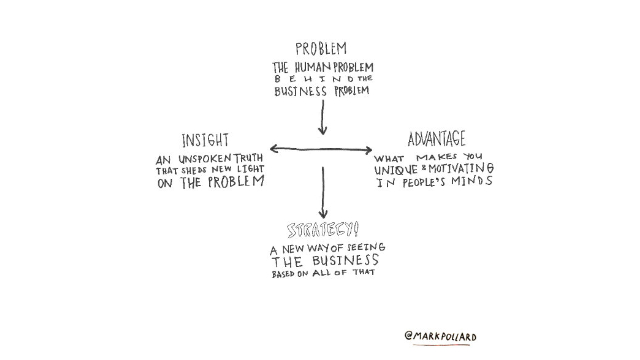 PROBLEM
THE HUMAN PROBLEM
BEHIND THE
BUSINESS PROBLEM
INSIGHT
AN UNSPOKEN TRUTH
THAT SHEDS NEW LIGHT
ON THE PROBLEM
ADVANTAGE
WHAT MAKES YOU
UNIQUE & MOTIVATING
IN PEOPLE'S MINDS
STRATEGY!
A NEW WAY OF SEEING
THE BUSINESS
BASED ON ALL OF THAT
@MARKPOLLARD